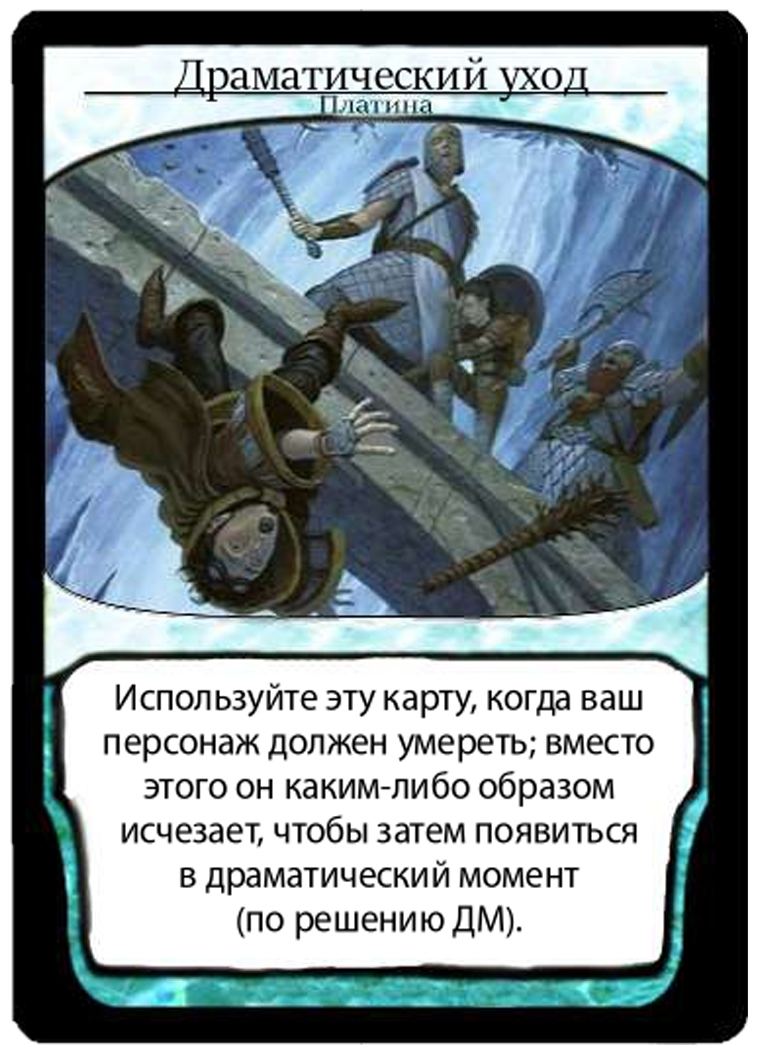 Драматический уход
Платина
Используйте эту карту, когда ваш
персонаж должен умереть; вместо
этого он каким-либо образом
исчезает, чтобы затем появиться
в драматический момент
(по решению ДМ).